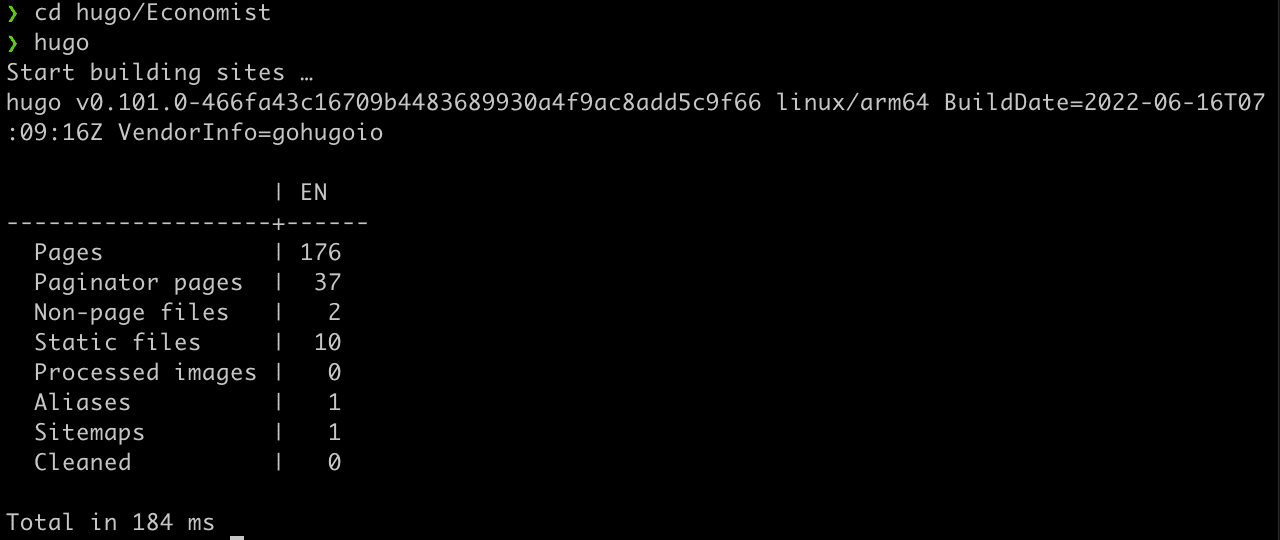 ❯ cd hugo/Economist
❯ hugo
Start building sites …
hugo v0.101.0-466fa43c16709b4483689930a4f9ac8add5c9f66 linux/arm64 BuildDate=2022-06-16T07
:09:16Z VendorInfo=gohugoio
                   | EN
-------------------+------
  Pages            | 176
  Paginator pages  |  37
  Non-page files   |   2
  Static files     |  10
  Processed images |   0
  Aliases          |   1
  Sitemaps         |   1
  Cleaned          |   0
Total in 184 ms